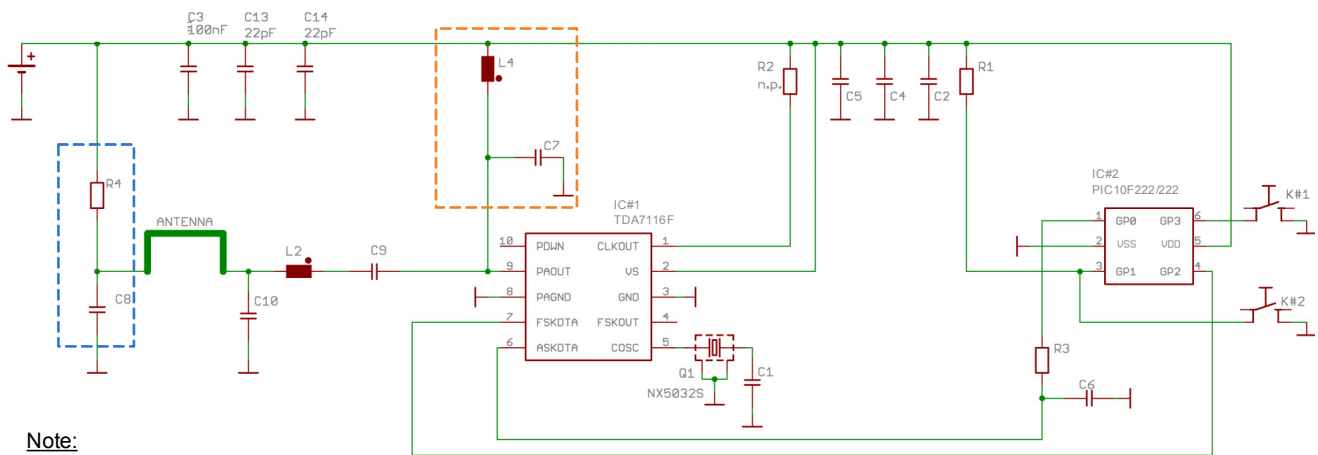 C3 C13 C14
100nF 22pF 22pF
+
L4
R2
n.p.
C5 C4 C2
R1
C7
IC#2
PIC10F222/222
R4
K#1
ANTENNA
IC#1
TDA7116F
1 GP0 GP3 6
2 VSS VDD 5
3 GP1 GP2 4
L2
C9
10 PDWN CLKOUT 1
9 PAOUT VS 2
8 PAGND GND 3
7 FSKDTA FSKOUT 4
6 ASKDTA COSC 5
C8
C10
K#2
R3
Q1
C1
NX5032S
C6
Note: